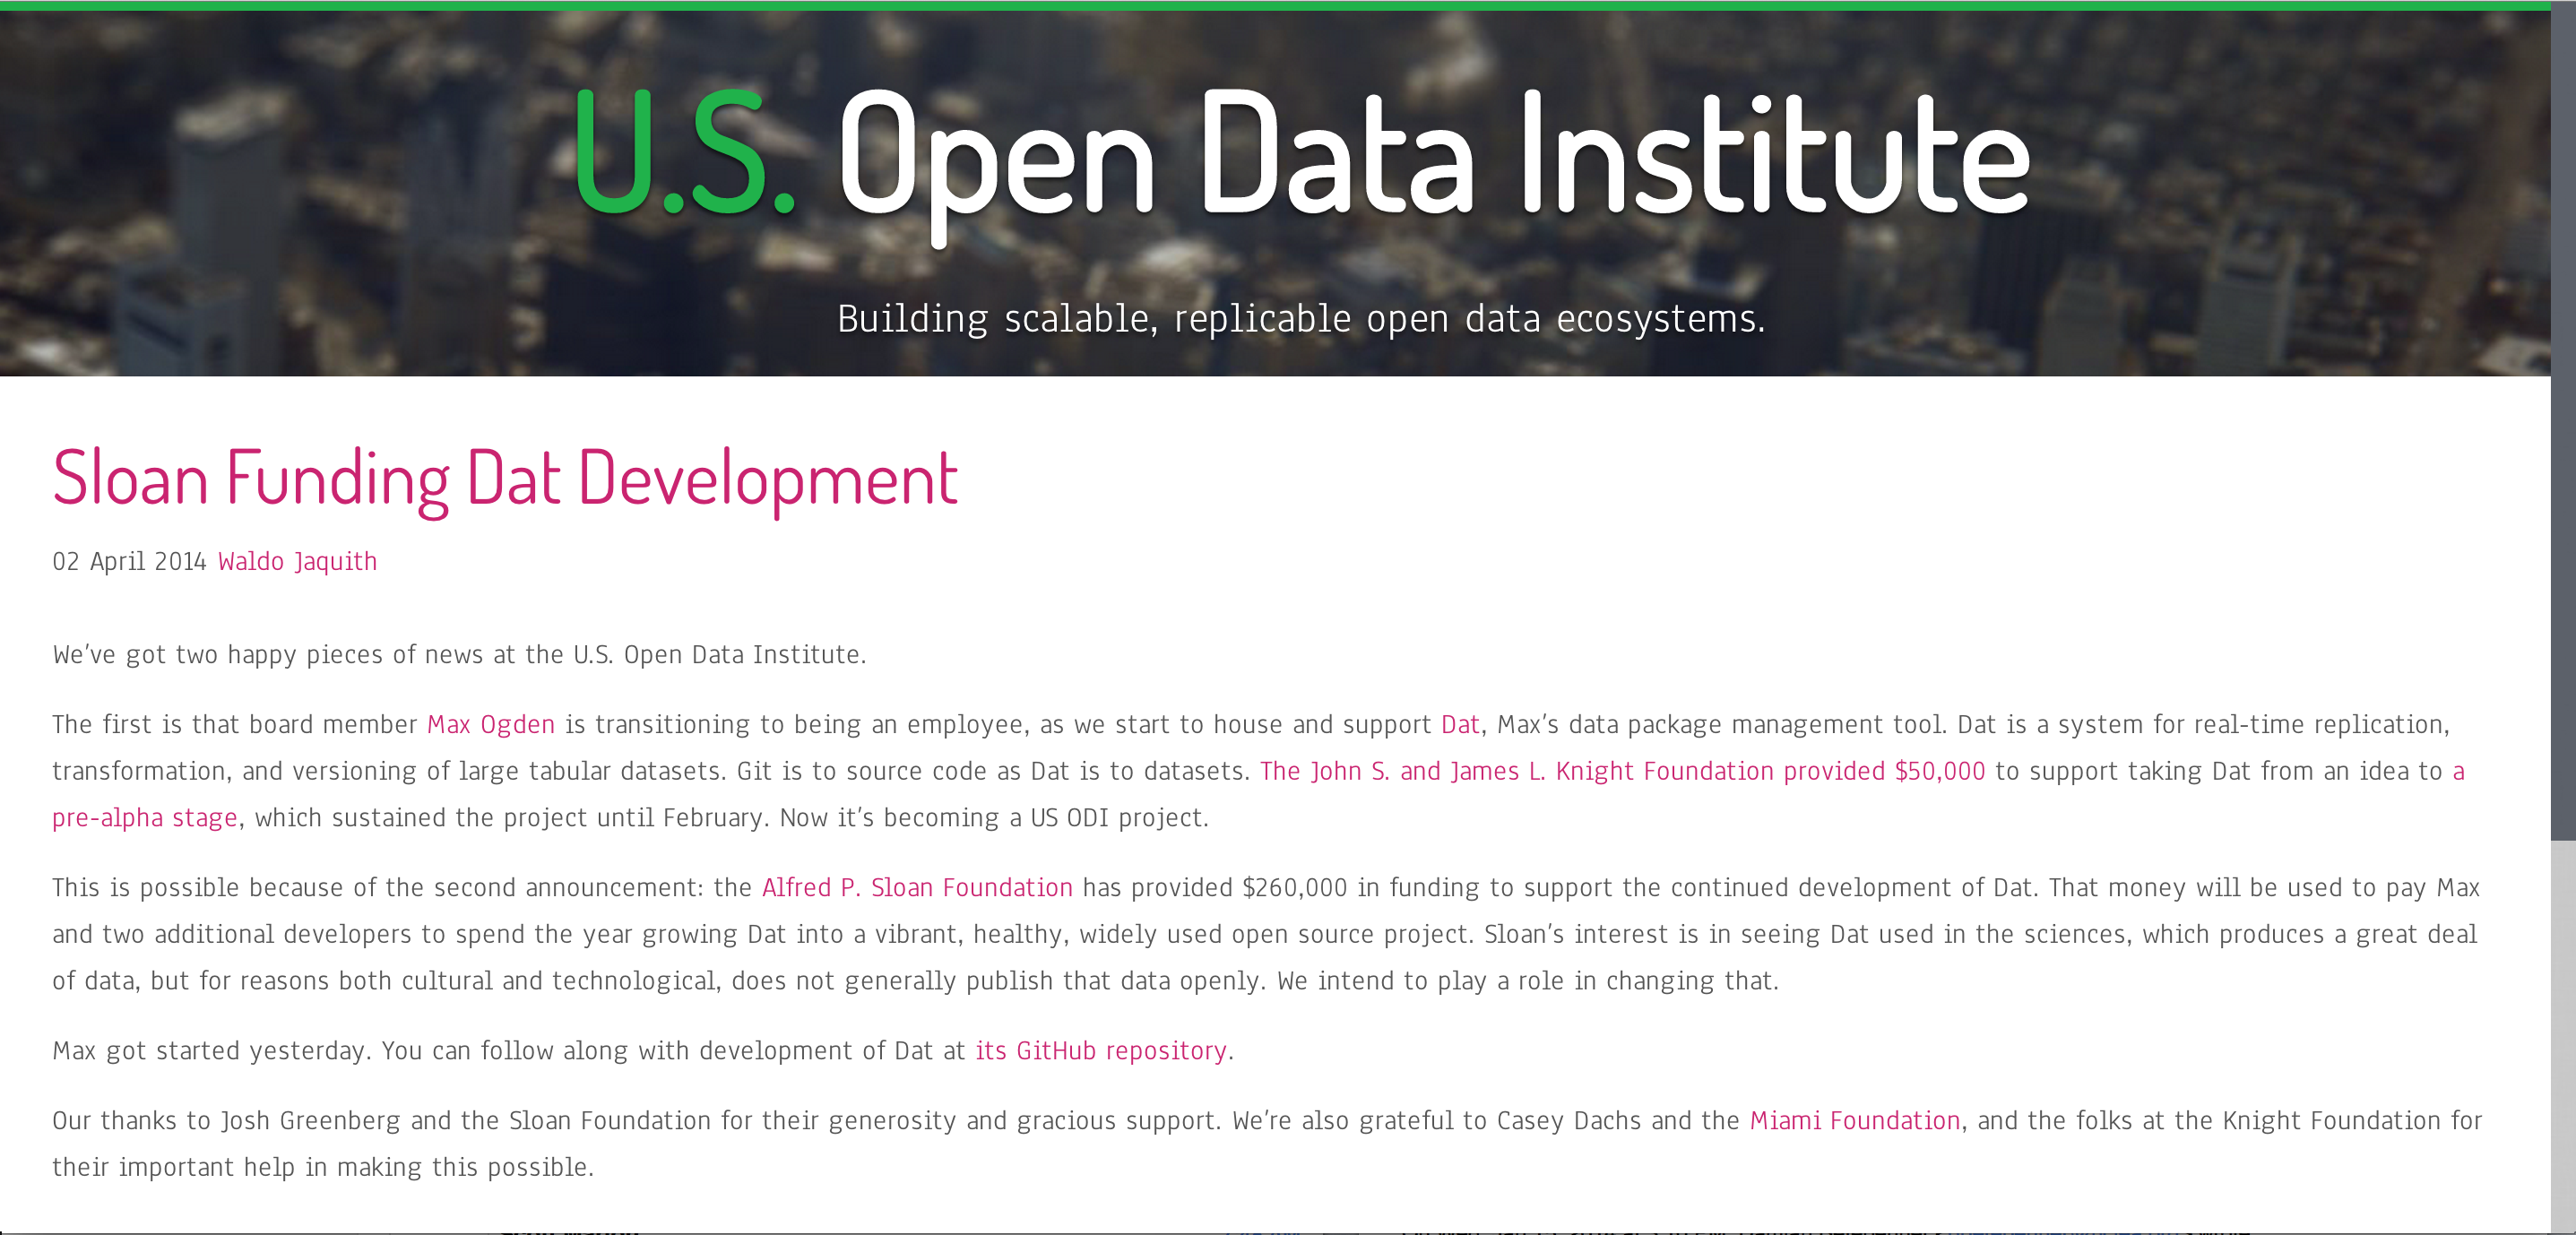 U.S. Open Data Institute
Building scalable, replicable open data ecosystems.
Sloan Funding Dat Development
02 April 2014 Waldo Jaquith
We've got two happy pieces of news at the U.S. Open Data Institute.
The first is that board member Max Ogden is transitioning to being an employee, as we start to house and support Dat, Max's data package management tool. Dat is a system for real-time replication,
transformation, and versioning of large tabular datasets. Git is to source code as Dat is to datasets. The John S. and James L. Knight Foundation provided $50,000 to support taking Dat from an idea to a
pre-alpha stage, which sustained the project until February. Now it's becoming a US ODI project.
This is possible because of the second announcement: the Alfred P. Sloan Foundation has provided $260,000 in funding to support the continued development of Dat. That money will be used to pay Max
and two additional developers to spend the year growing Dat into a vibrant, healthy, widely used open source project. Sloan's interest is in seeing Dat used in the sciences, which produces a great deal
of data, but for reasons both cultural and technological, does not generally publish that data openly. We intend to play a role in changing that.
Max got started yesterday. You can follow along with development of Dat at its GitHub repository.
Our thanks to Josh Greenberg and the Sloan Foundation for their generosity and gracious support. We're also grateful to Casey Dachs and the Miami Foundation, and the folks at the Knight Foundation for
their important help in making this possible.